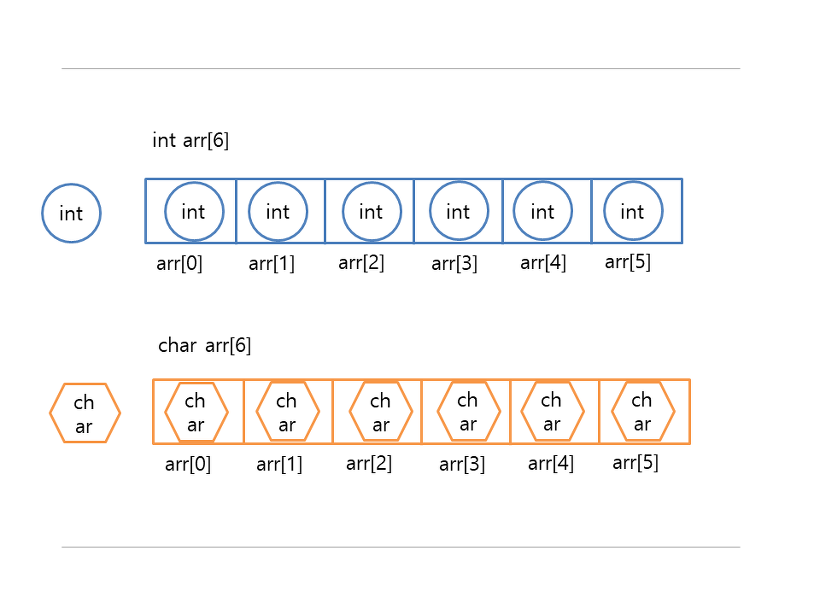 int arr[6]
int int int int int int int
arr[0] arr[1] arr[2] arr[3] arr[4] arr[5]
char arr[6]
ch ch ch ch ch ch ch
ar ar ar ar ar ar ar
arr[0] arr[1] arr[2] arr[3] arr[4] arr[5]